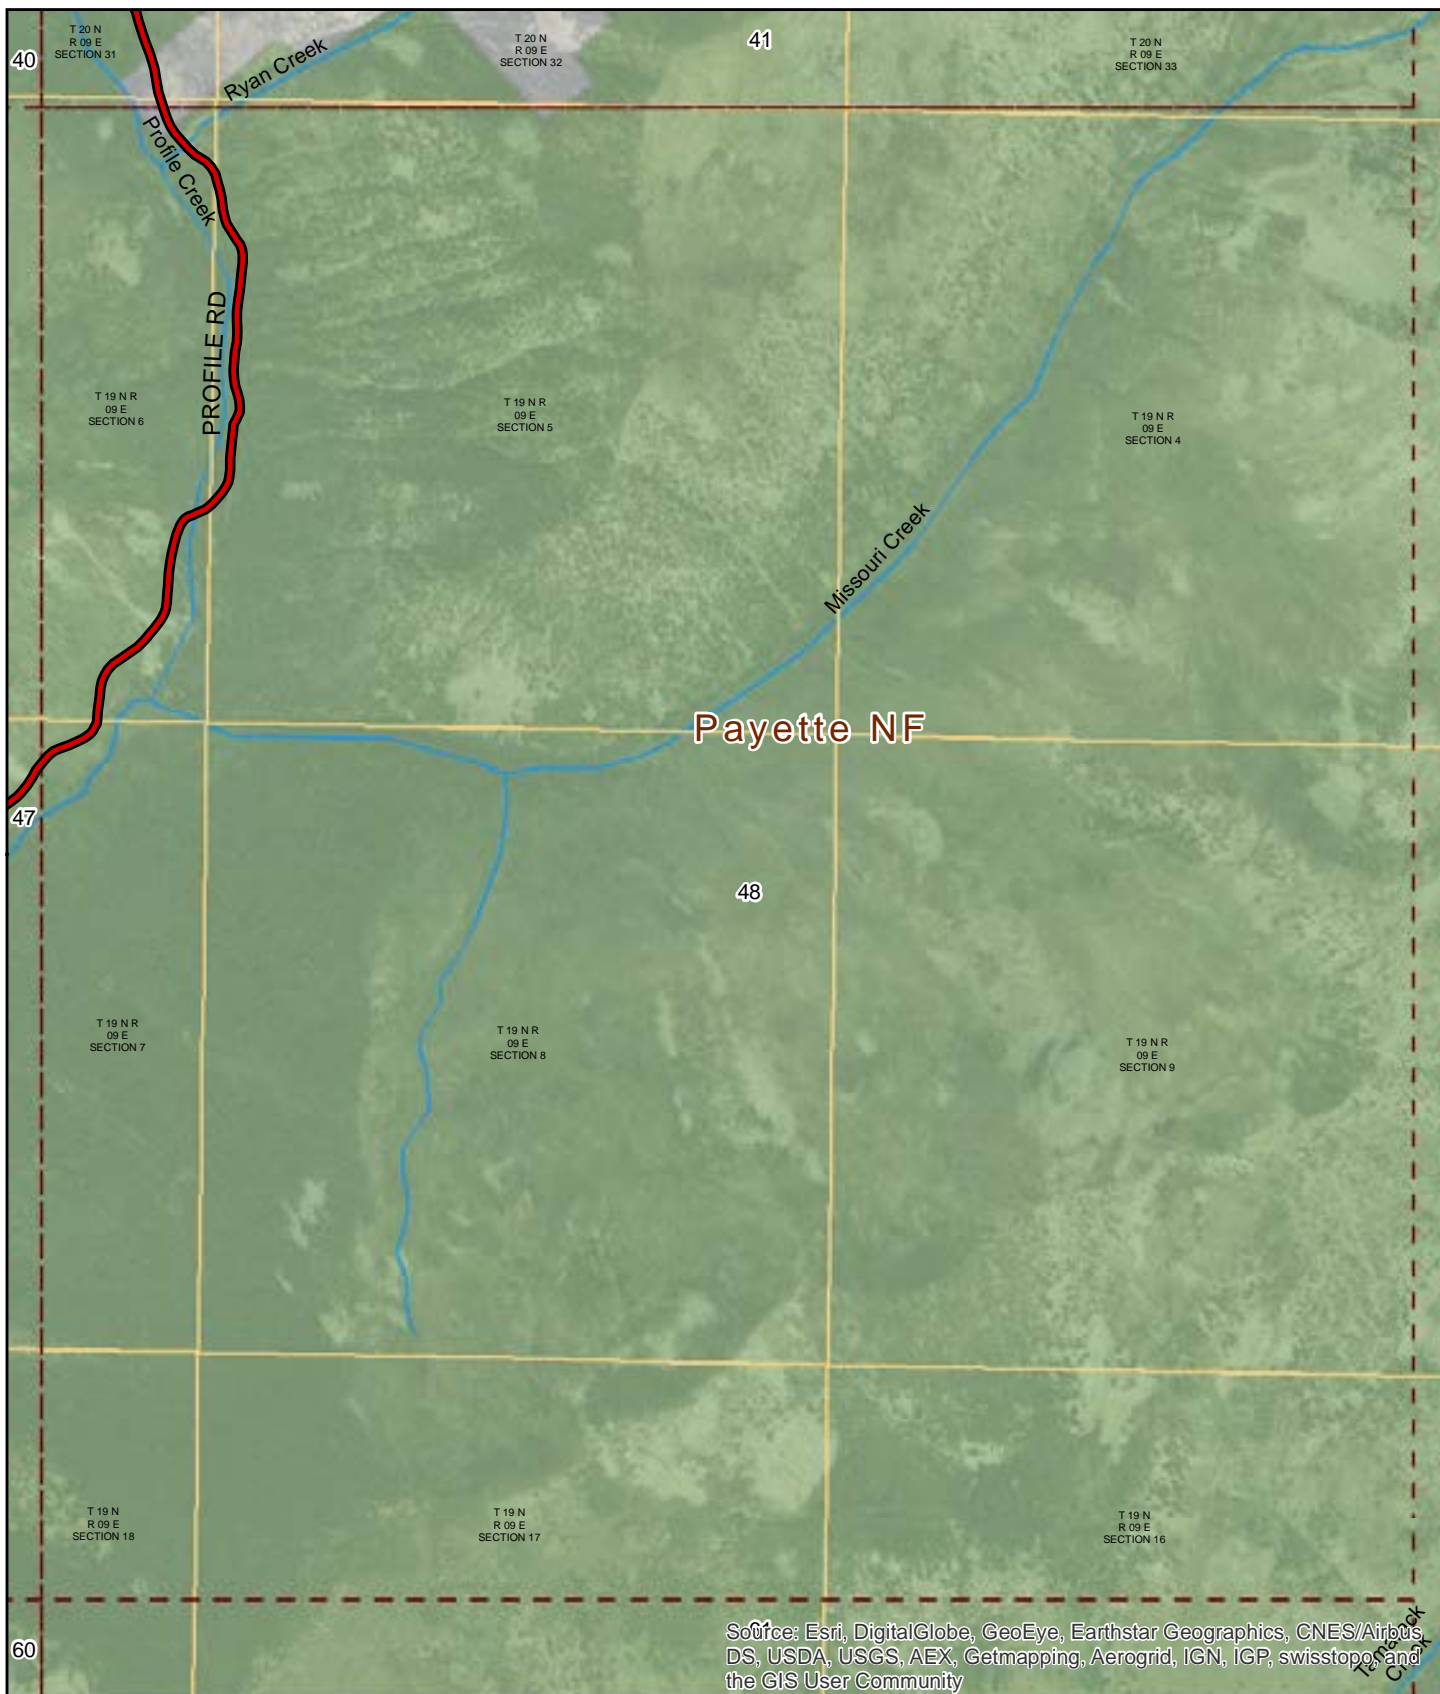 T 20 N
R 09 E
SECTION 31
40
Ryan Creek
T 20 N
R 09 E
SECTION 32
41
T 20 N
R 09 E
SECTION 33
Profile Creek
PROFILE RD
T 19 N R
09 E
SECTION 6
T 19 N R
09 E
SECTION 5
T 19 N R
09 E
SECTION 4
Missouri Creek
Payette NF
47
48
T 19 N R
09 E
SECTION 7
T 19 N R
09 E
SECTION 8
T 19 N R
09 E
SECTION 9
T 19 N
R 09 E
SECTION 18
T 19 N
R 09 E
SECTION 17
T 19 N
R 09 E
SECTION 16
60
61
Source: Esri, DigitalGlobe, GeoEye, Earthstar Geographics, CNES/Airbus
DS, USDA, USGS, AEX, Getmapping, Aerogrid, IGN, IGP, swisstopo, and
the GIS User Community
Tamarack
Creek